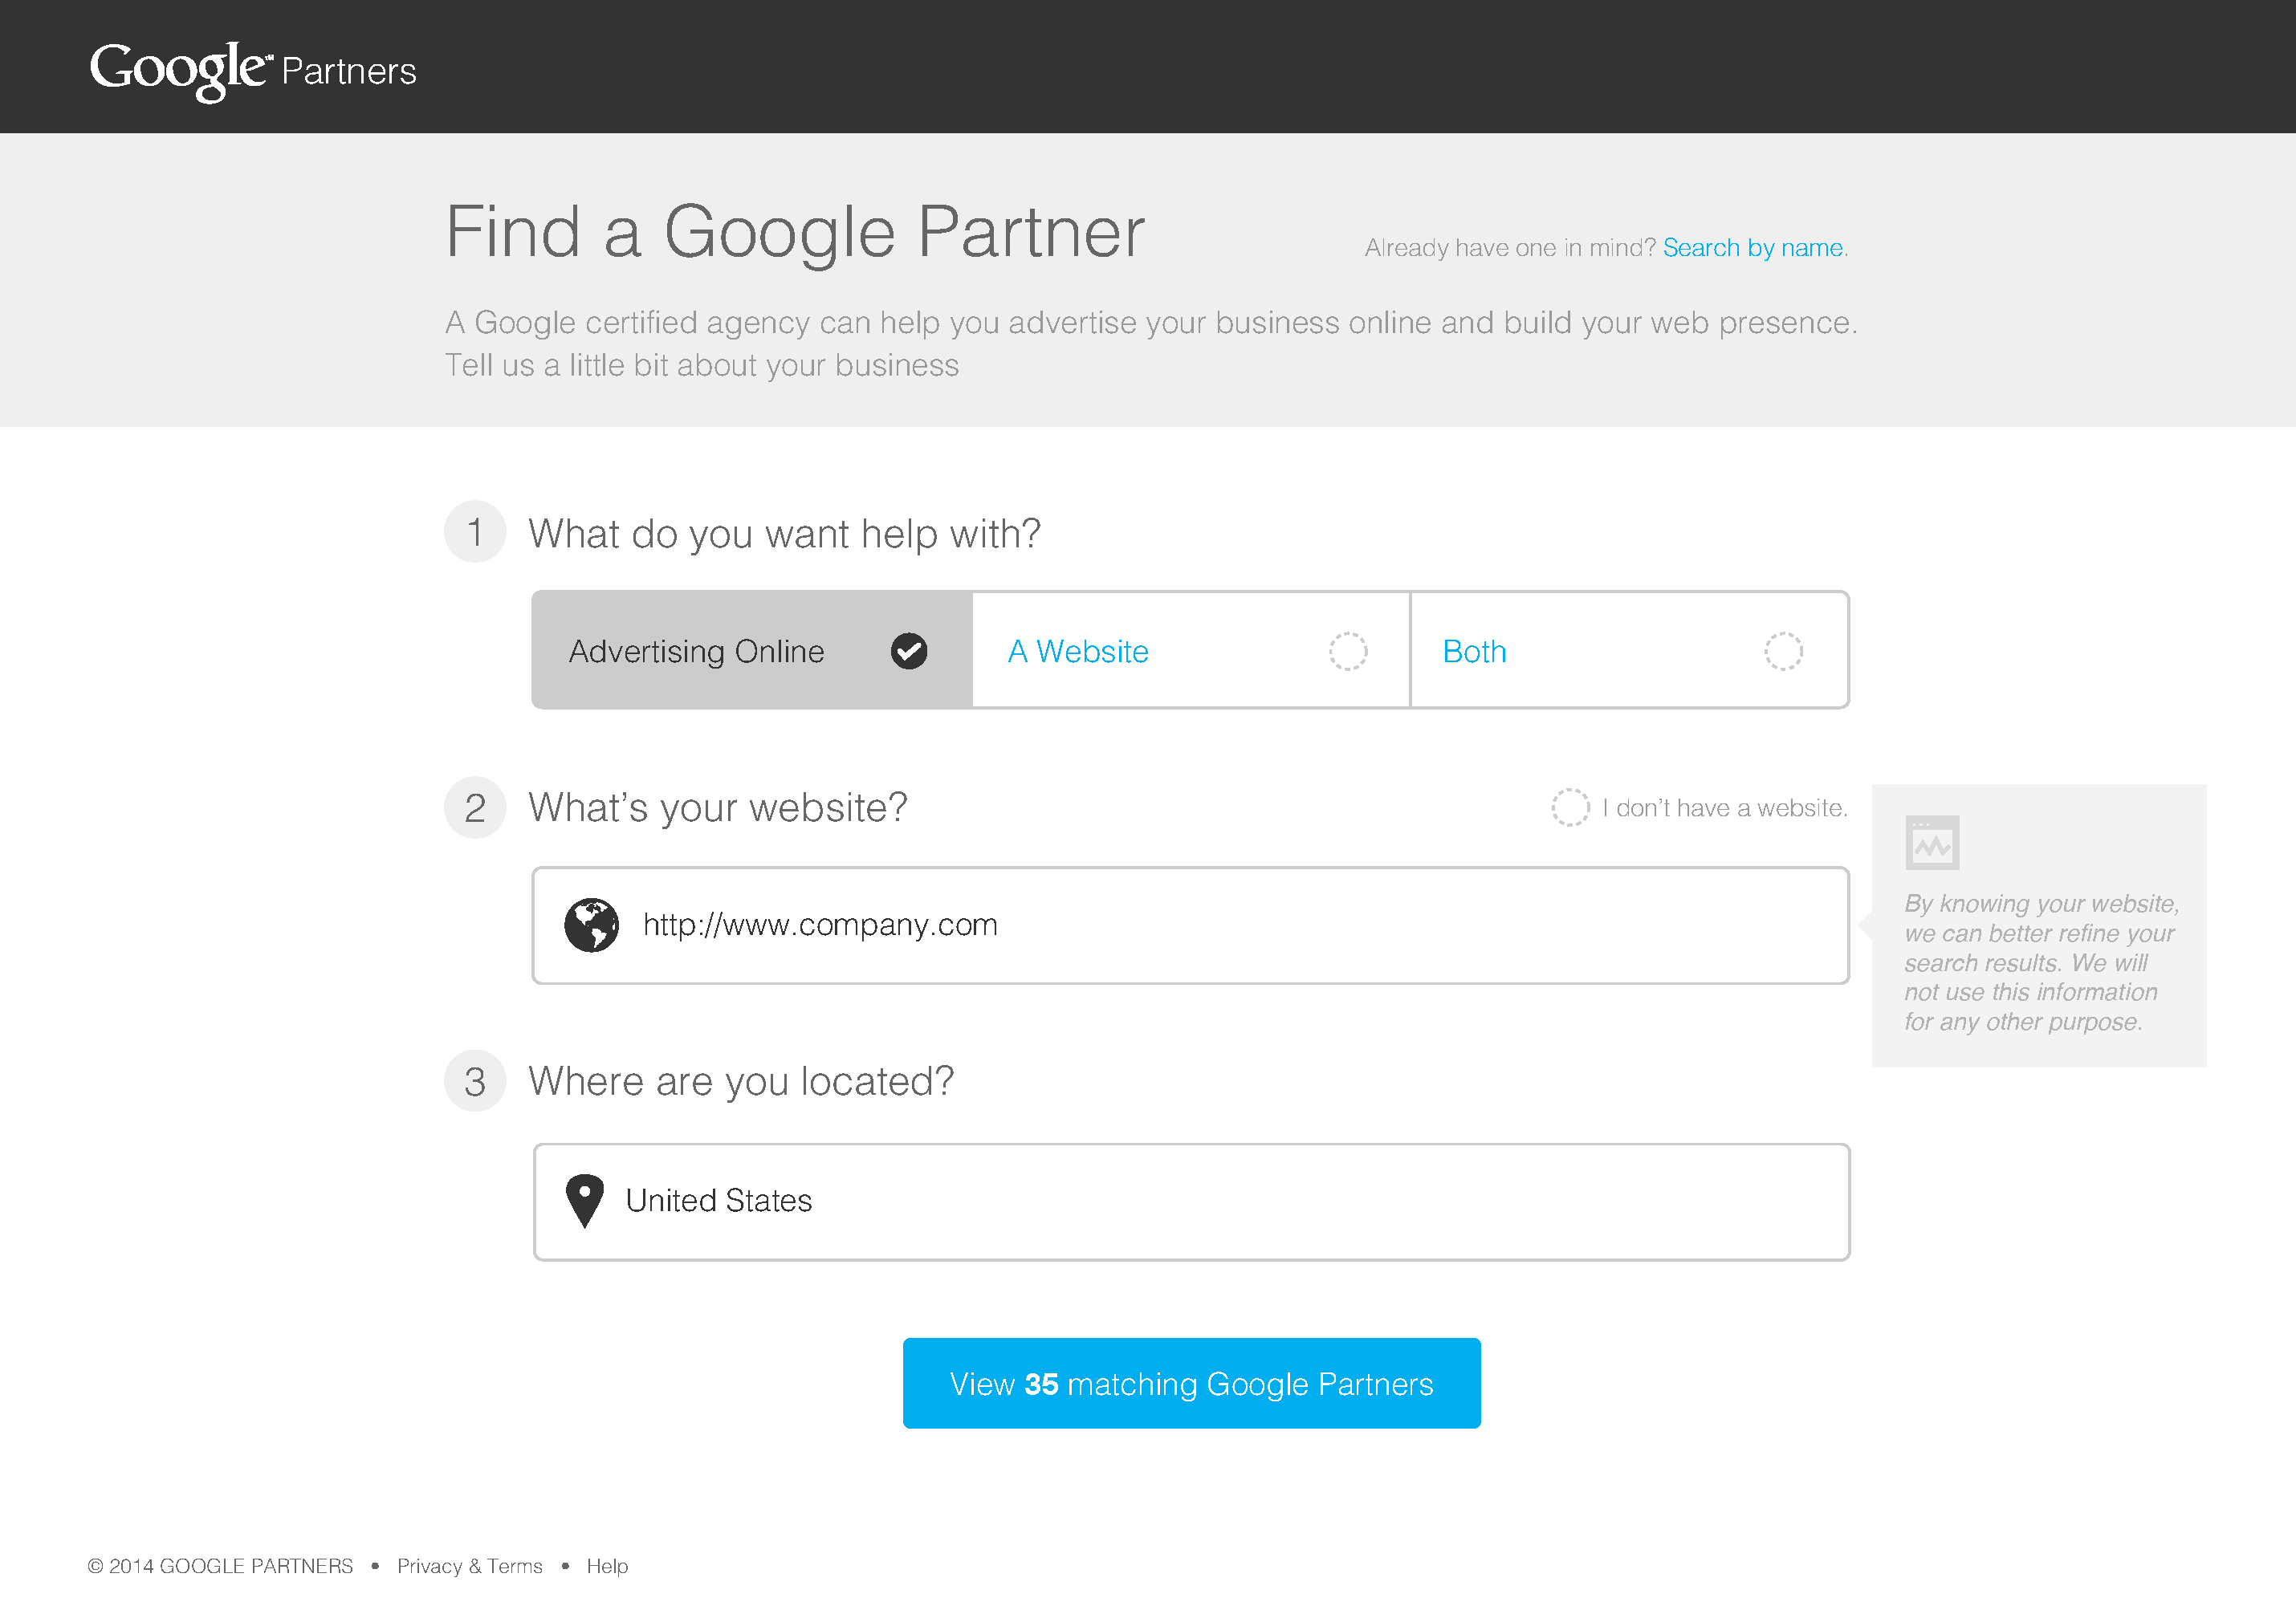 Google™ Partners
Find a Google Partner
Already have one in mind? Search by name.
A Google certified agency can help you advertise your business online and build your web presence.
Tell us a little bit about your business
1 What do you want help with?
Advertising Online A Website Both
2 What’s your website?
I don’t have a website.
http://www.company.com
By knowing your website,
we can better refine your
search results. We will
not use this information
for any other purpose.
3 Where are you located?
United States
View 35 matching Google Partners
© 2014 GOOGLE PARTNERS • Privacy & Terms • Help